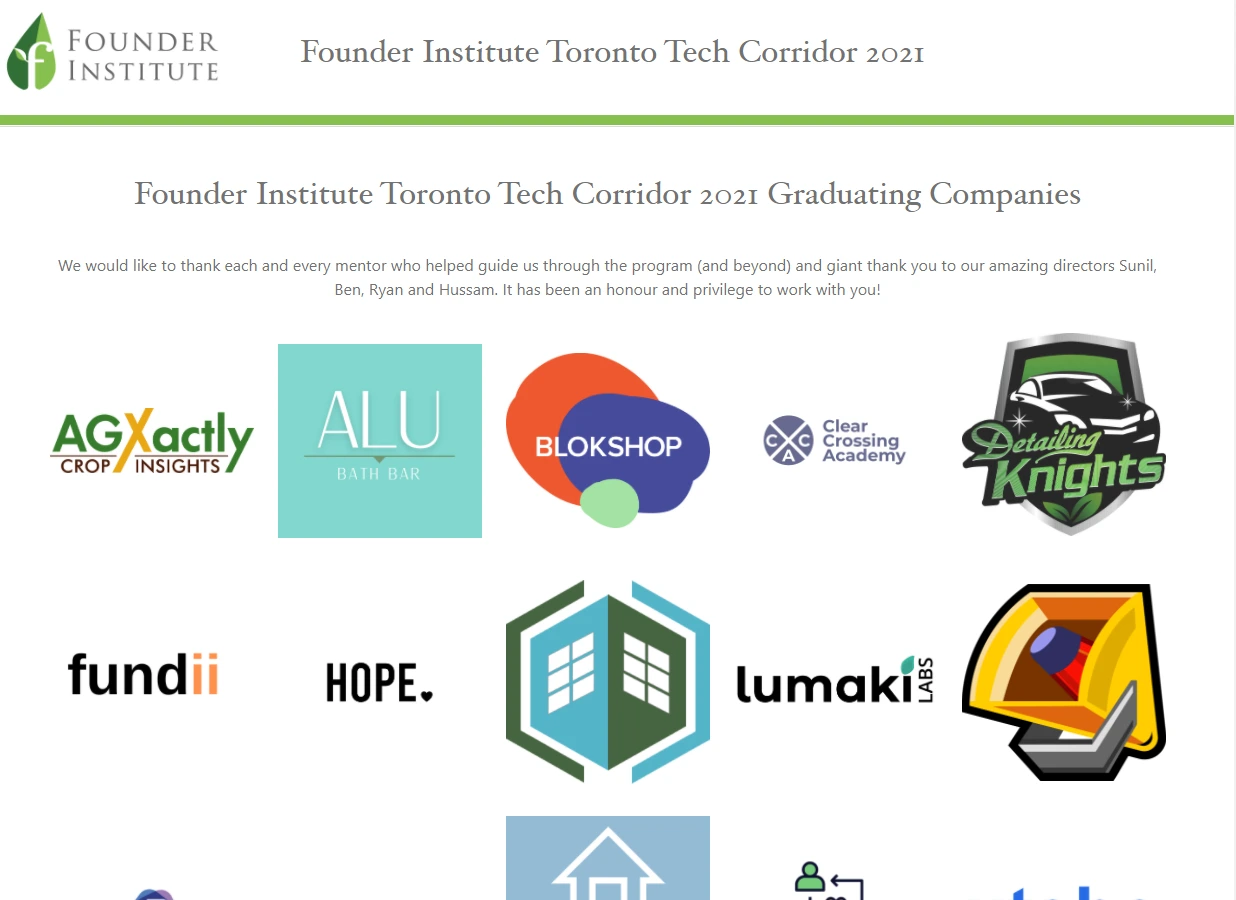 FOUNDER
INSTITUTE
Founder Institute Toronto Tech Corridor 2021
Founder Institute Toronto Tech Corridor 2021 Graduating Companies
We would like to thank each and every mentor who helped guide us through the program (and beyond) and giant thank you to our amazing directors Sunil,
Ben, Ryan and Hussam. It has been an honour and privilege to work with you!
AGXactly
CROP INSIGHTS
ALU
BATH BAR
BLOKSHOP
C X C
A
Clear
Crossing
Academy
Detailing
Knights
fundii
HOPE.
lumaki
LABS